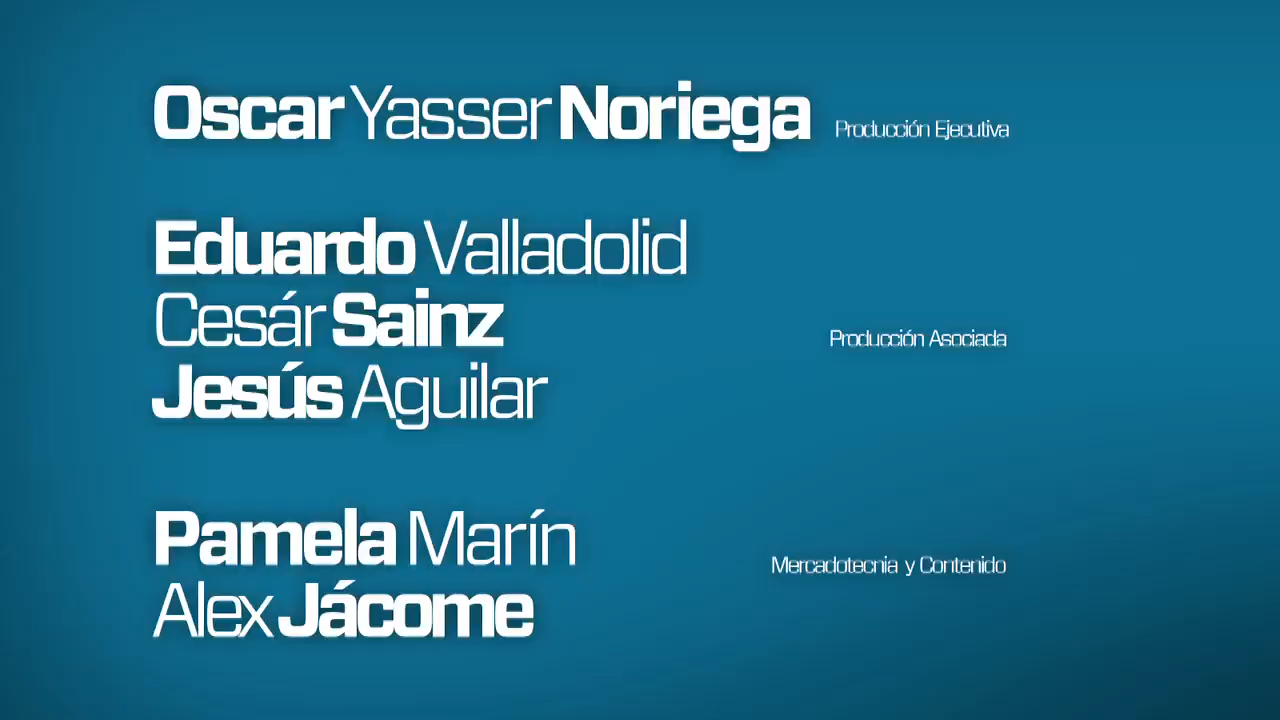 Oscar Yasser Noriega Producción Ejecutiva
Eduardo Valladolid
Cesár Sainz
Producción Asociada
Jesús Aguilar
Pamela Marín
Mercadotecnia y Contenido
Alex Jácome